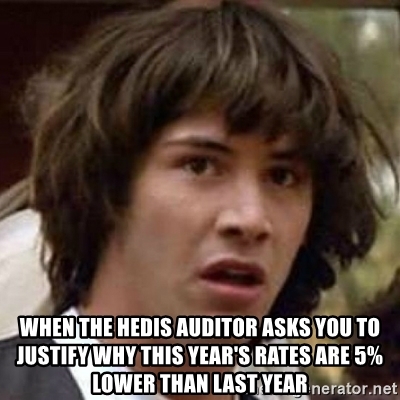 WHEN THE HEDIS AUDITOR ASKS YOU TO
JUSTIFY WHY THIS YEAR'S RATES ARE 5%
LOWER THAN LAST YEAR
nerator.net